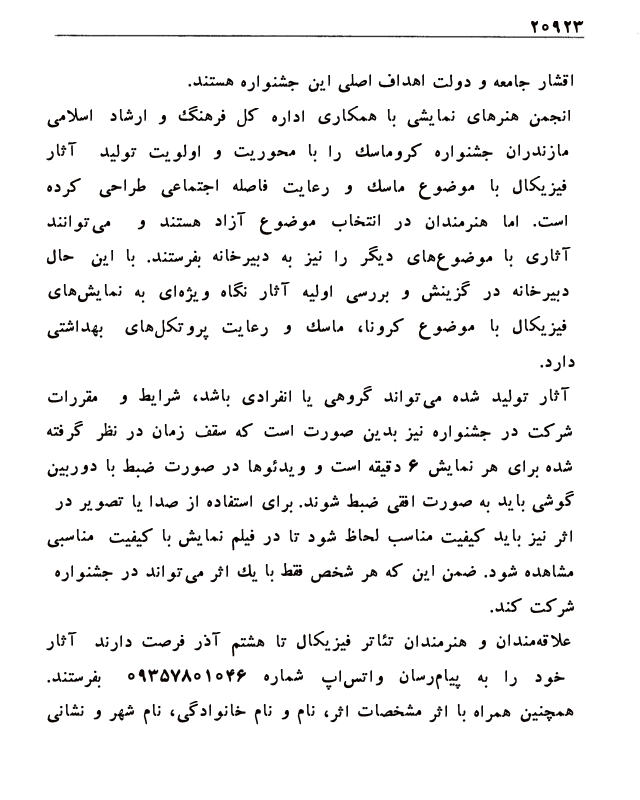 ۲۰۹۲۳
اقشار جامعه و دولت اهداف اصلی این جشنواره هستند.
انجمن هنرهای نمایشی با همکاری اداره کل فرهنگ و ارشاد اسلامی
مازندران جشنواره کروماسک را با محوریت و اولویت تولید آثار
فیزیکال با موضوع ماسک و رعایت فاصله اجتماعی طراحی کرده
است. اما هنرمندان در انتخاب موضوع آزاد هستند و می‌توانند
آثاری با موضوع‌های دیگر را نیز به دبیرخانه بفرستند. با این حال
دبیرخانه در گزینش و بررسی اولیه آثار نگاه ویژه‌ای به نمایش‌های
فیزیکال با موضوع کرونا، ماسک و رعایت پروتکل‌های بهداشتی
دارد.
آثار تولید شده می‌تواند گروهی یا انفرادی باشد، شرایط و مقررات
شرکت در جشنواره نیز بدین صورت است که سقف زمان در نظر گرفته
شده برای هر نمایش ۶ دقیقه است و ویدئوها در صورت ضبط با دوربین
گوشی باید به صورت افقی ضبط شوند. برای استفاده از صدا یا تصویر در
اثر نیز باید کیفیت مناسب لحاظ شود تا در فیلم نمایش با کیفیت مناسبی
مشاهده شود. ضمن این که هر شخص فقط با یک اثر می‌تواند در جشنواره
شرکت کند.
علاقه‌مندان و هنرمندان تئاتر فیزیکال تا هشتم آذر فرصت دارند آثار
خود را به پیام‌رسان واتس‌اپ شماره ۰۹۳۵۷۸۰۱۰۴۶ بفرستند.
همچنین همراه با اثر مشخصات اثر، نام و نام خانوادگی، نام شهر و نشانی